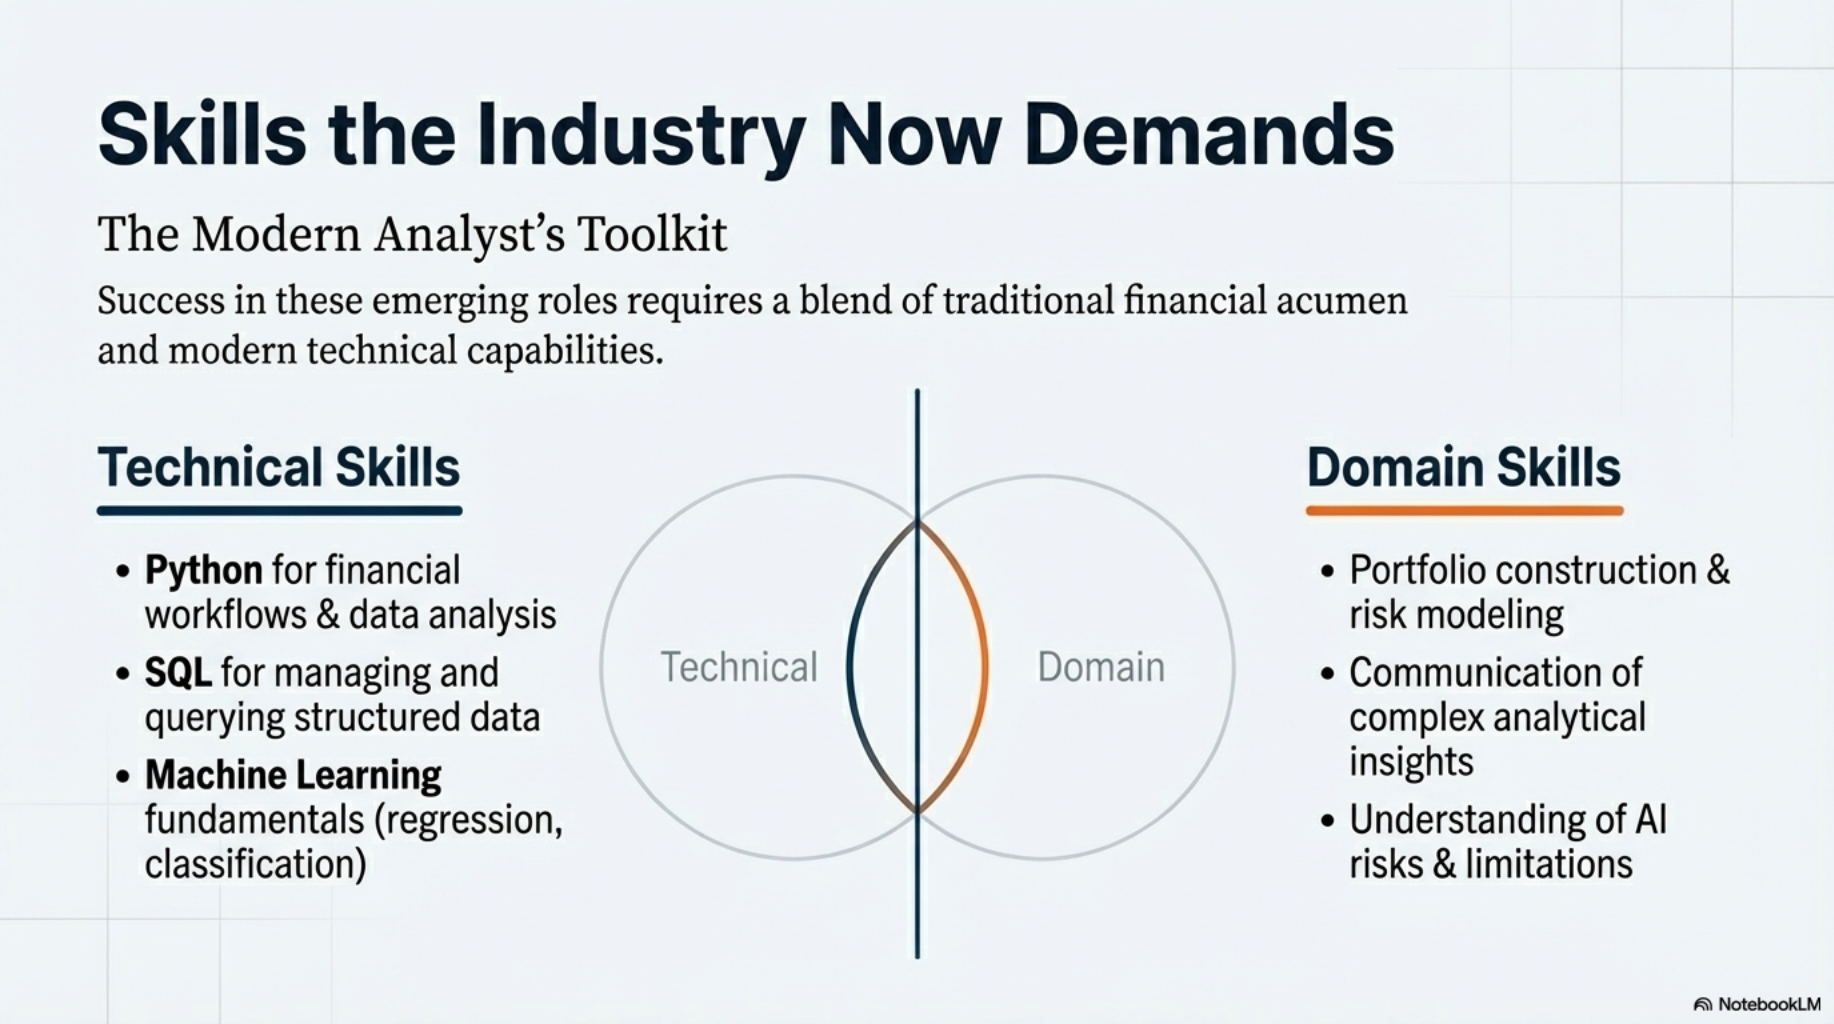 Skills the Industry Now Demands
The Modern Analyst’s Toolkit
Success in these emerging roles requires a blend of traditional financial acumen
and modern technical capabilities.
Technical Skills
• Python for financial
workflows & data analysis
• SQL for managing and
querying structured data
• Machine Learning
fundamentals (regression,
classification)
Technical
Domain
Domain Skills
• Portfolio construction &
risk modeling
• Communication of
complex analytical
insights
• Understanding of AI
risks & limitations
NotebookLM